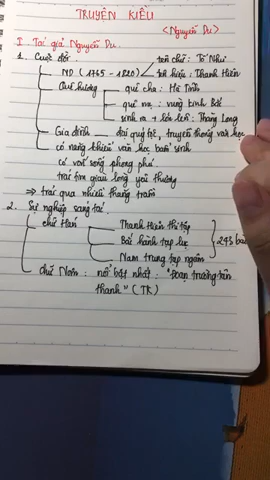 TRUYỆN KIỀU
<Nguyễn Du>
I. Tác giả Nguyễn Du.
1. Cuộc đời.
tên chữ: Tố Như
ND (1765 - 1820) tên hiệu: Thanh Hiên
Quê hương quê cha: Hà Tĩnh
quê mẹ: vùng Kinh Bắc
sinh ra + lớn lên: Thăng Long
Gia đình đại quý tộc, truyền thống văn học
có năng khiếu văn học bẩm sinh
có vốn sống phong phú
trái tim giàu lòng yêu thương
⇒ trải qua nhiều thăng trầm
2. Sự nghiệp sáng tác.
chữ Hán Thanh Hiên thi tập
Bắc hành tạp lục 243 bài
Nam trung tạp ngâm
chữ Nôm: nổi bật nhất: "Đoạn trường tân
thanh" (TK)